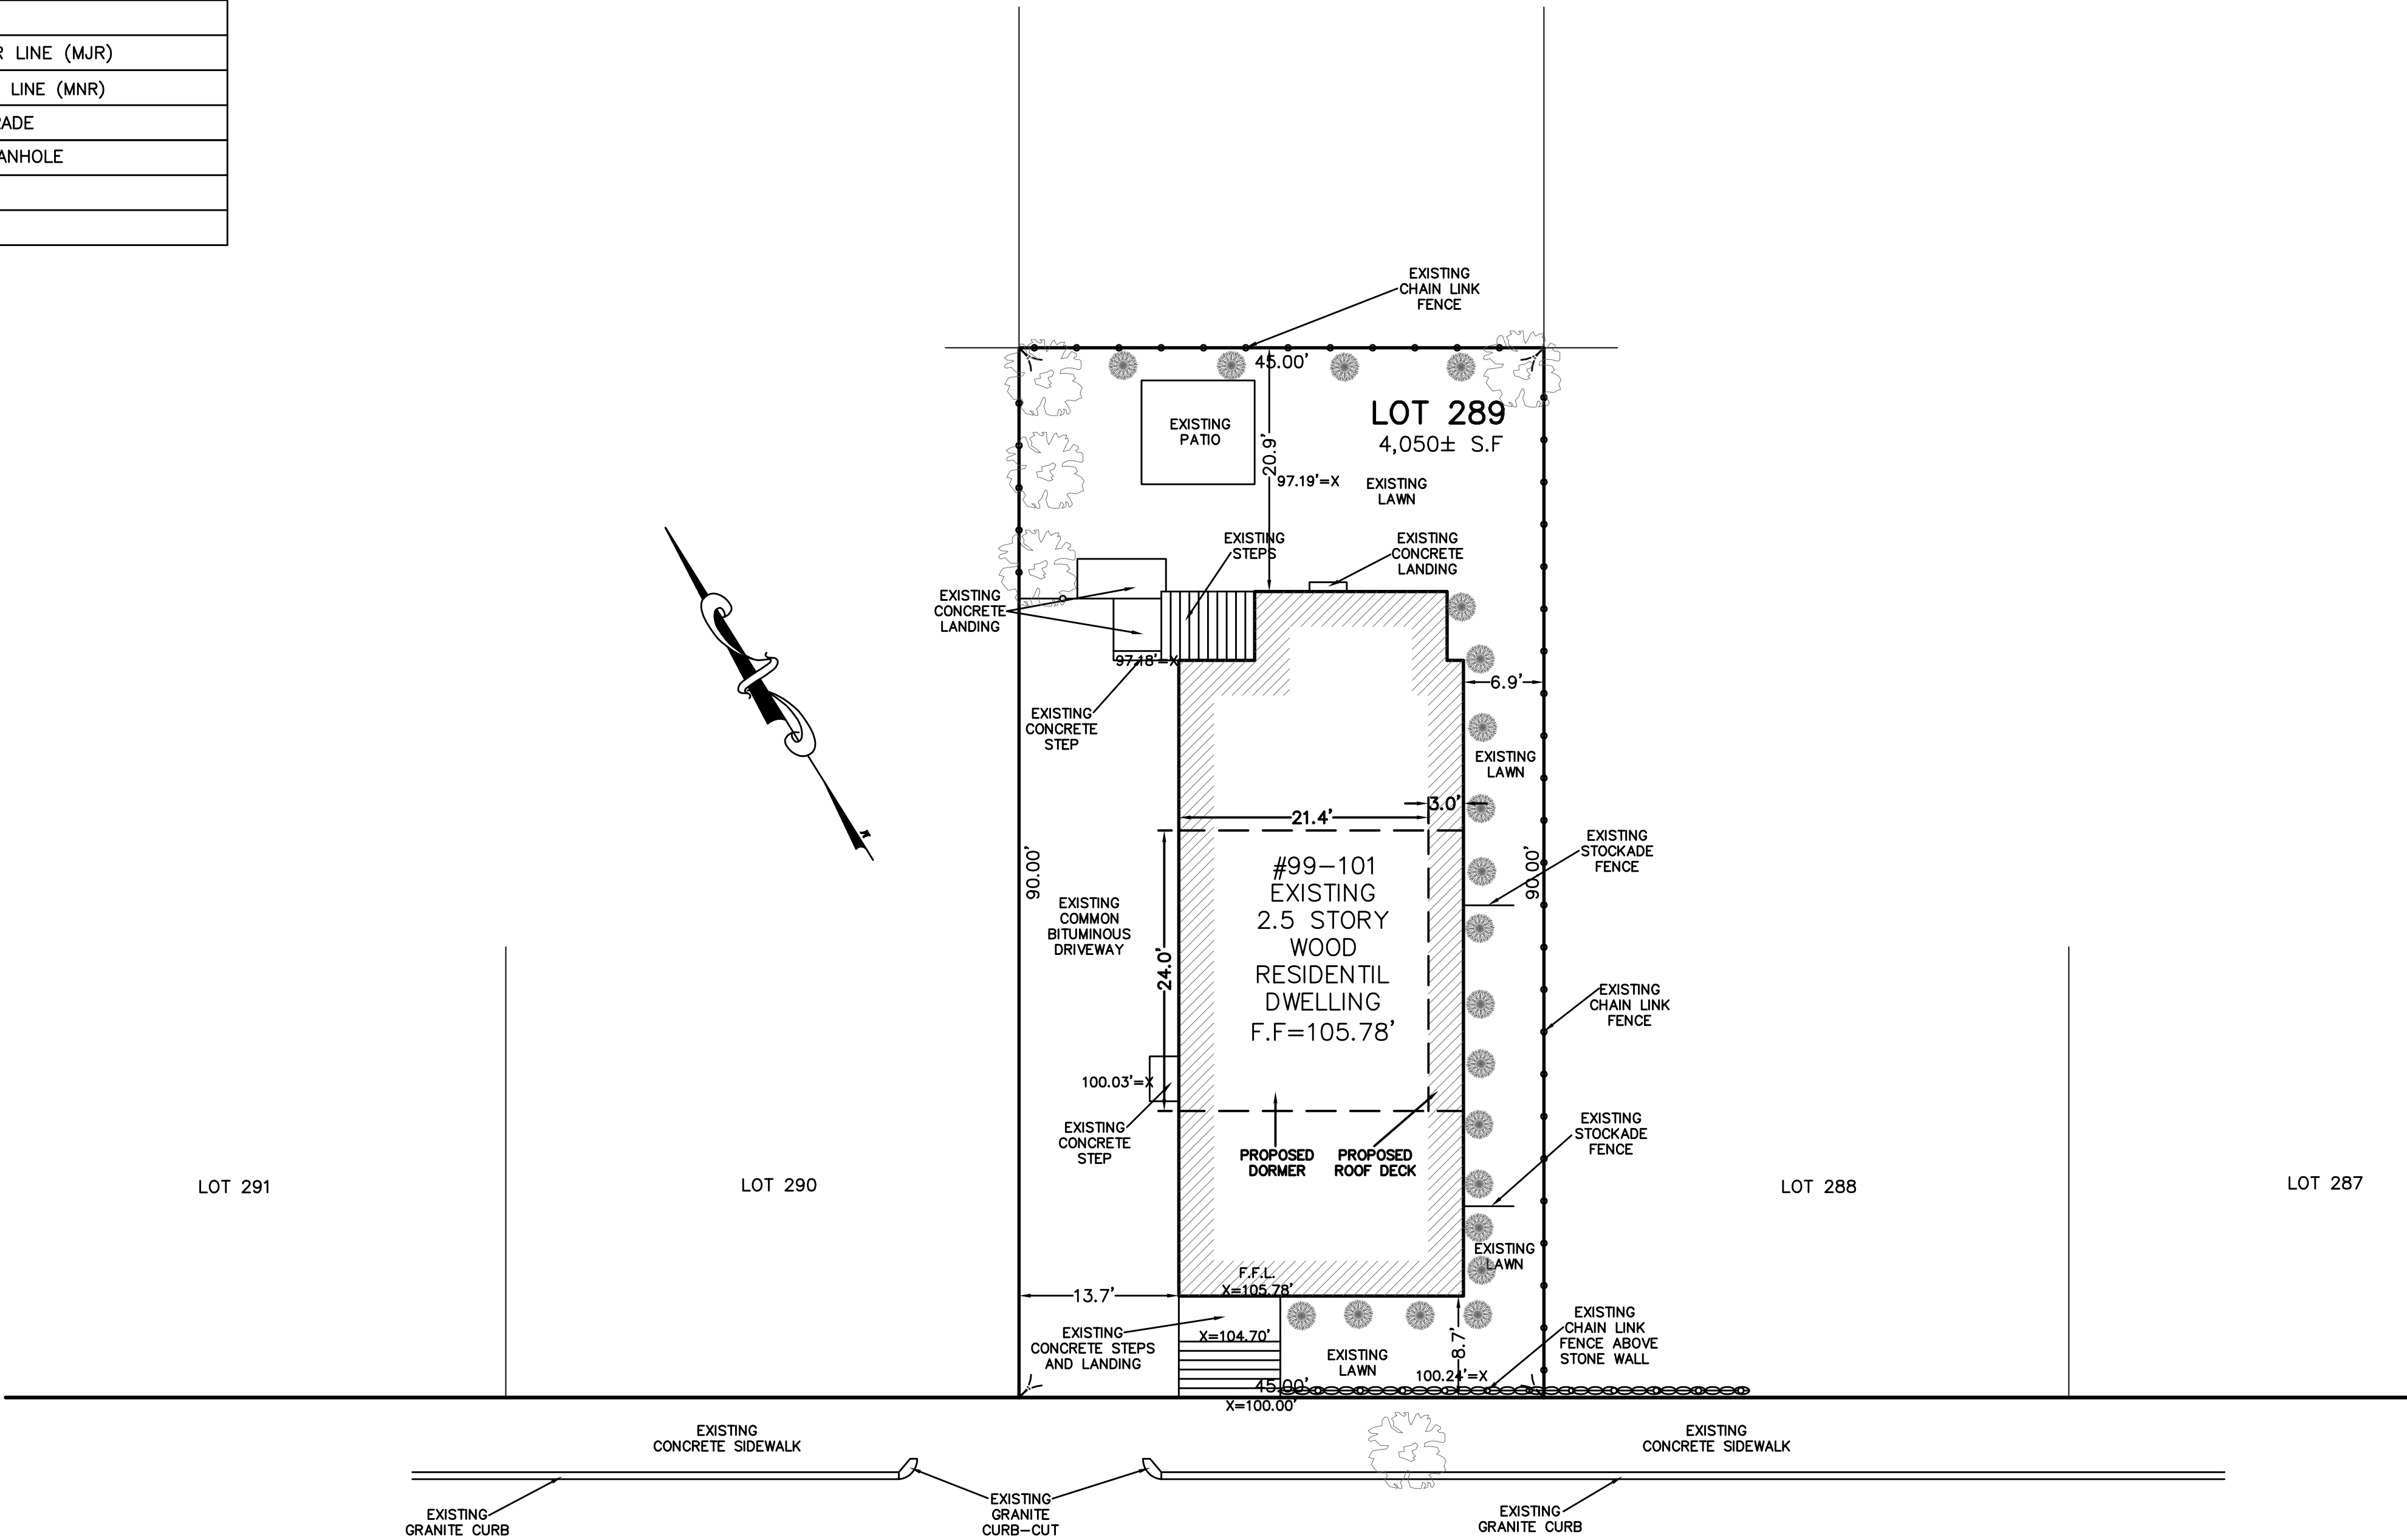 LINE (MJR)
LINE (MNR)
EXISTING
CHAIN LINK
FENCE
45.00'
LOT 289
4,050± S.F
EXISTING
PATIO
20.9'
97.19'=X
EXISTING
LAWN
EXISTING
STEPS
EXISTING
CONCRETE
LANDING
EXISTING
CONCRETE
LANDING
97.18'=X
6.9'
EXISTING
CONCRETE
STEP
EXISTING
LAWN
3.0'
21.4'
EXISTING
STOCKADE
FENCE
90.00'
90.00'
#99-101
EXISTING
2.5 STORY
WOOD
RESIDENTIL
DWELLING
F.F=105.78'
EXISTING
COMMON
BITUMINOUS
DRIVEWAY
24.0'
EXISTING
CHAIN LINK
FENCE
100.03'=X
EXISTING
CONCRETE
STEP
PROPOSED
DORMER
PROPOSED
ROOF DECK
EXISTING
STOCKADE
FENCE
LOT 291
LOT 290
LOT 288
LOT 287
EXISTING
LAWN
F.F.L.
X=105.78'
13.7'
EXISTING
CONCRETE STEPS
AND LANDING
X=104.70'
EXISTING
LAWN
8.7'
100.24'=X
EXISTING
CHAIN LINK
FENCE ABOVE
STONE WALL
45.00'
X=100.00'
EXISTING
CONCRETE SIDEWALK
EXISTING
CONCRETE SIDEWALK
EXISTING
GRANITE CURB
EXISTING
GRANITE
CURB-CUT
EXISTING
GRANITE CURB